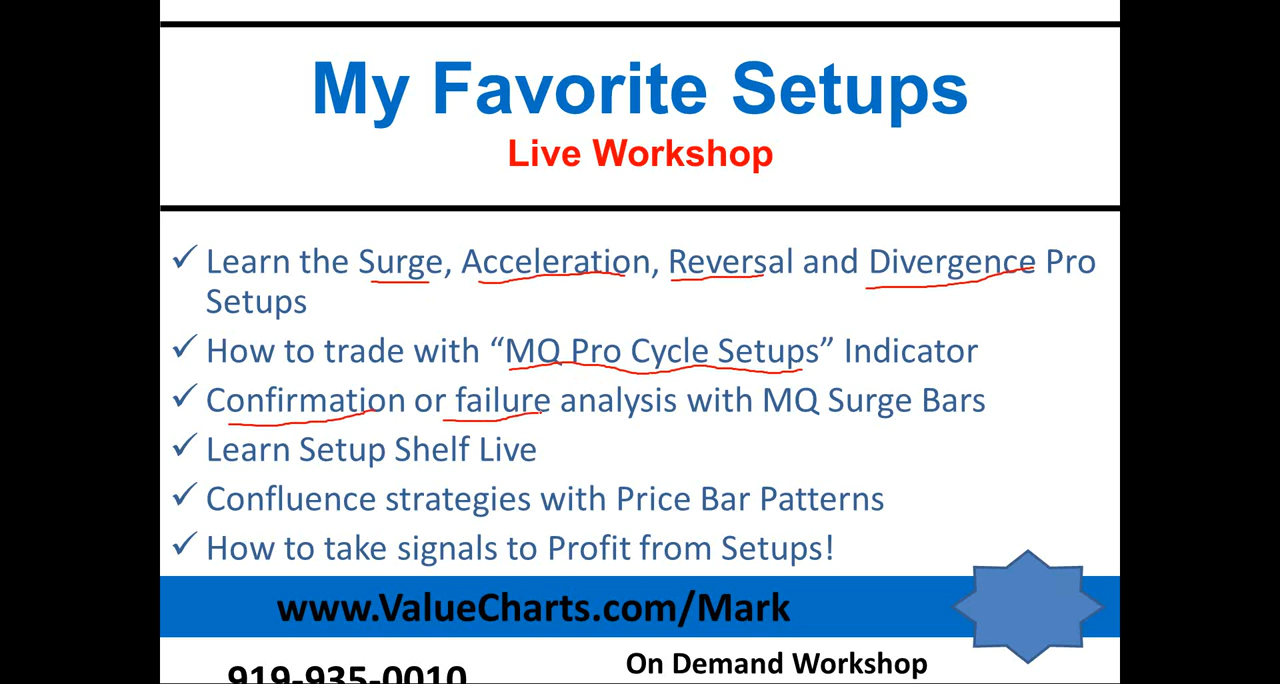 My Favorite Setups
Live Workshop
✓ Learn the Surge, Acceleration, Reversal and Divergence Pro
Setups
✓ How to trade with “MQ Pro Cycle Setups” Indicator
✓ Confirmation or failure analysis with MQ Surge Bars
✓ Learn Setup Shelf Live
✓ Confluence strategies with Price Bar Patterns
✓ How to take signals to Profit from Setups!
www.ValueCharts.com/Mark
919-935-0010
On Demand Workshop